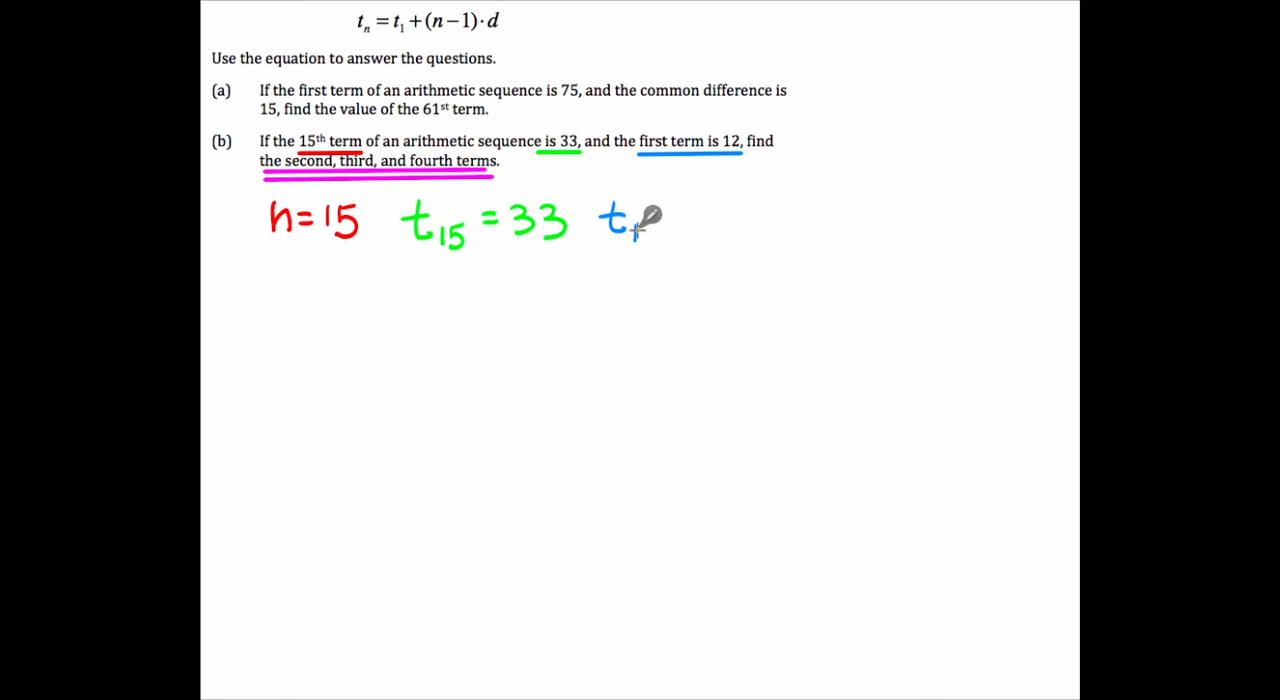 tₙ = t₁ + (n − 1) · d
Use the equation to answer the questions.
(a) If the first term of an arithmetic sequence is 75, and the common difference is
15, find the value of the 61ˢᵗ term.
(b) If the 15ᵗʰ term of an arithmetic sequence is 33, and the first term is 12, find
the second, third, and fourth terms.
n = 15 t₁₅ = 33 t₁